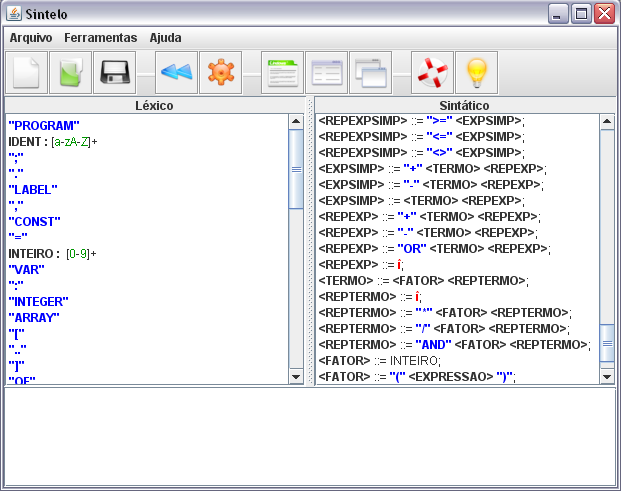 Sintelo
Arquivo Ferramentas Ajuda
Léxico
"PROGRAM"
IDENT : [a-zA-Z]+
";"
"."
"LABEL"
","
"CONST"
"="
INTEIRO : [0-9]+
"VAR"
":"
"INTEGER"
"ARRAY"
"["
".."
"]"
"OF"
Sintático
<REPEXPSIMP> ::= ">=" <EXPSIMP>;
<REPEXPSIMP> ::= "<=" <EXPSIMP>;
<REPEXPSIMP> ::= "<>" <EXPSIMP>;
<EXPSIMP> ::= "+" <TERMO> <REPEXP>;
<EXPSIMP> ::= "-" <TERMO> <REPEXP>;
<EXPSIMP> ::= <TERMO> <REPEXP>;
<REPEXP> ::= "+" <TERMO> <REPEXP>;
<REPEXP> ::= "-" <TERMO> <REPEXP>;
<REPEXP> ::= "OR" <TERMO> <REPEXP>;
<REPEXP> ::= î;
<TERMO> ::= <FATOR> <REPTERMO>;
<REPTERMO> ::= î;
<REPTERMO> ::= "*" <FATOR> <REPTERMO>;
<REPTERMO> ::= "/" <FATOR> <REPTERMO>;
<REPTERMO> ::= "AND" <FATOR> <REPTERMO>;
<FATOR> ::= INTEIRO;
<FATOR> ::= "(" <EXPRESSAO> ")";